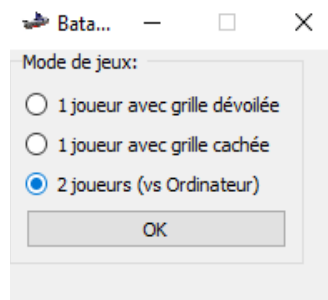 Bata...
Mode de jeux:
1 joueur avec grille dévoilée
1 joueur avec grille cachée
2 joueurs (vs Ordinateur)
OK